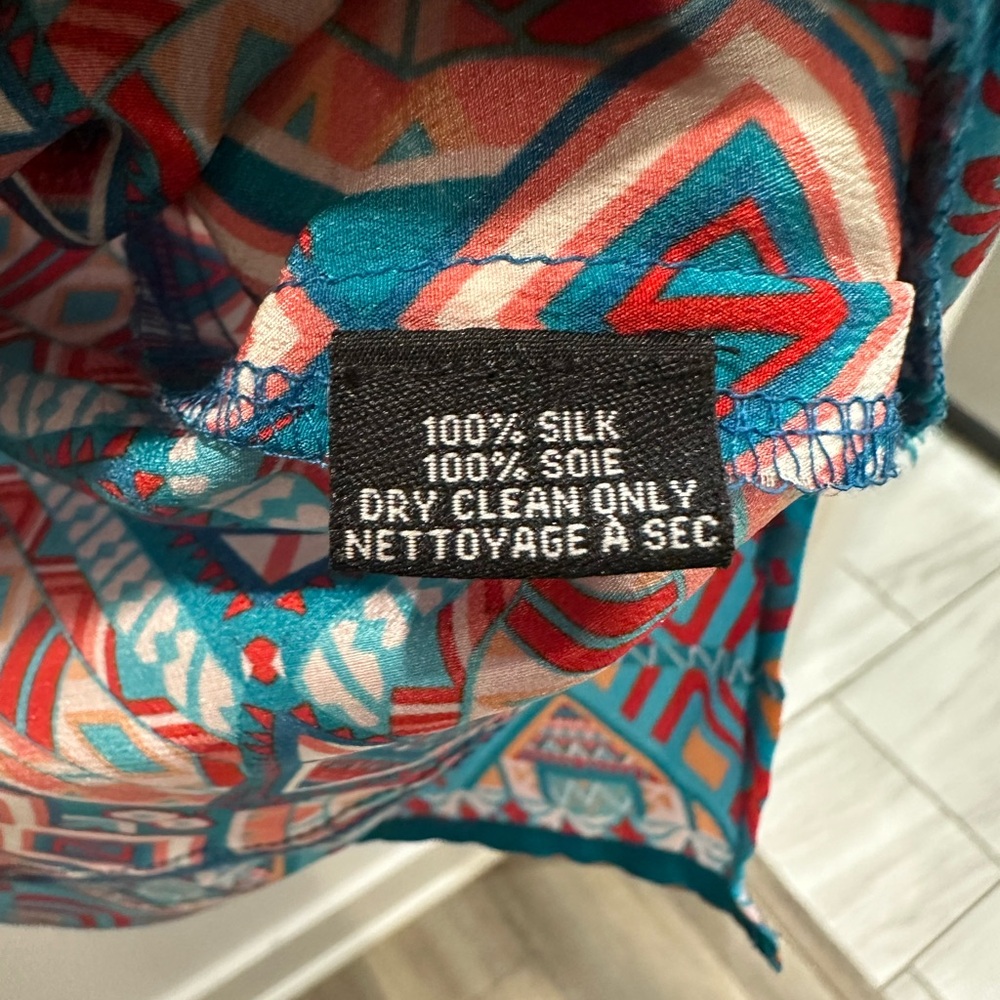 100% SILK
100% SOIE
DRY CLEAN ONLY
NETTOYAGE À SEC